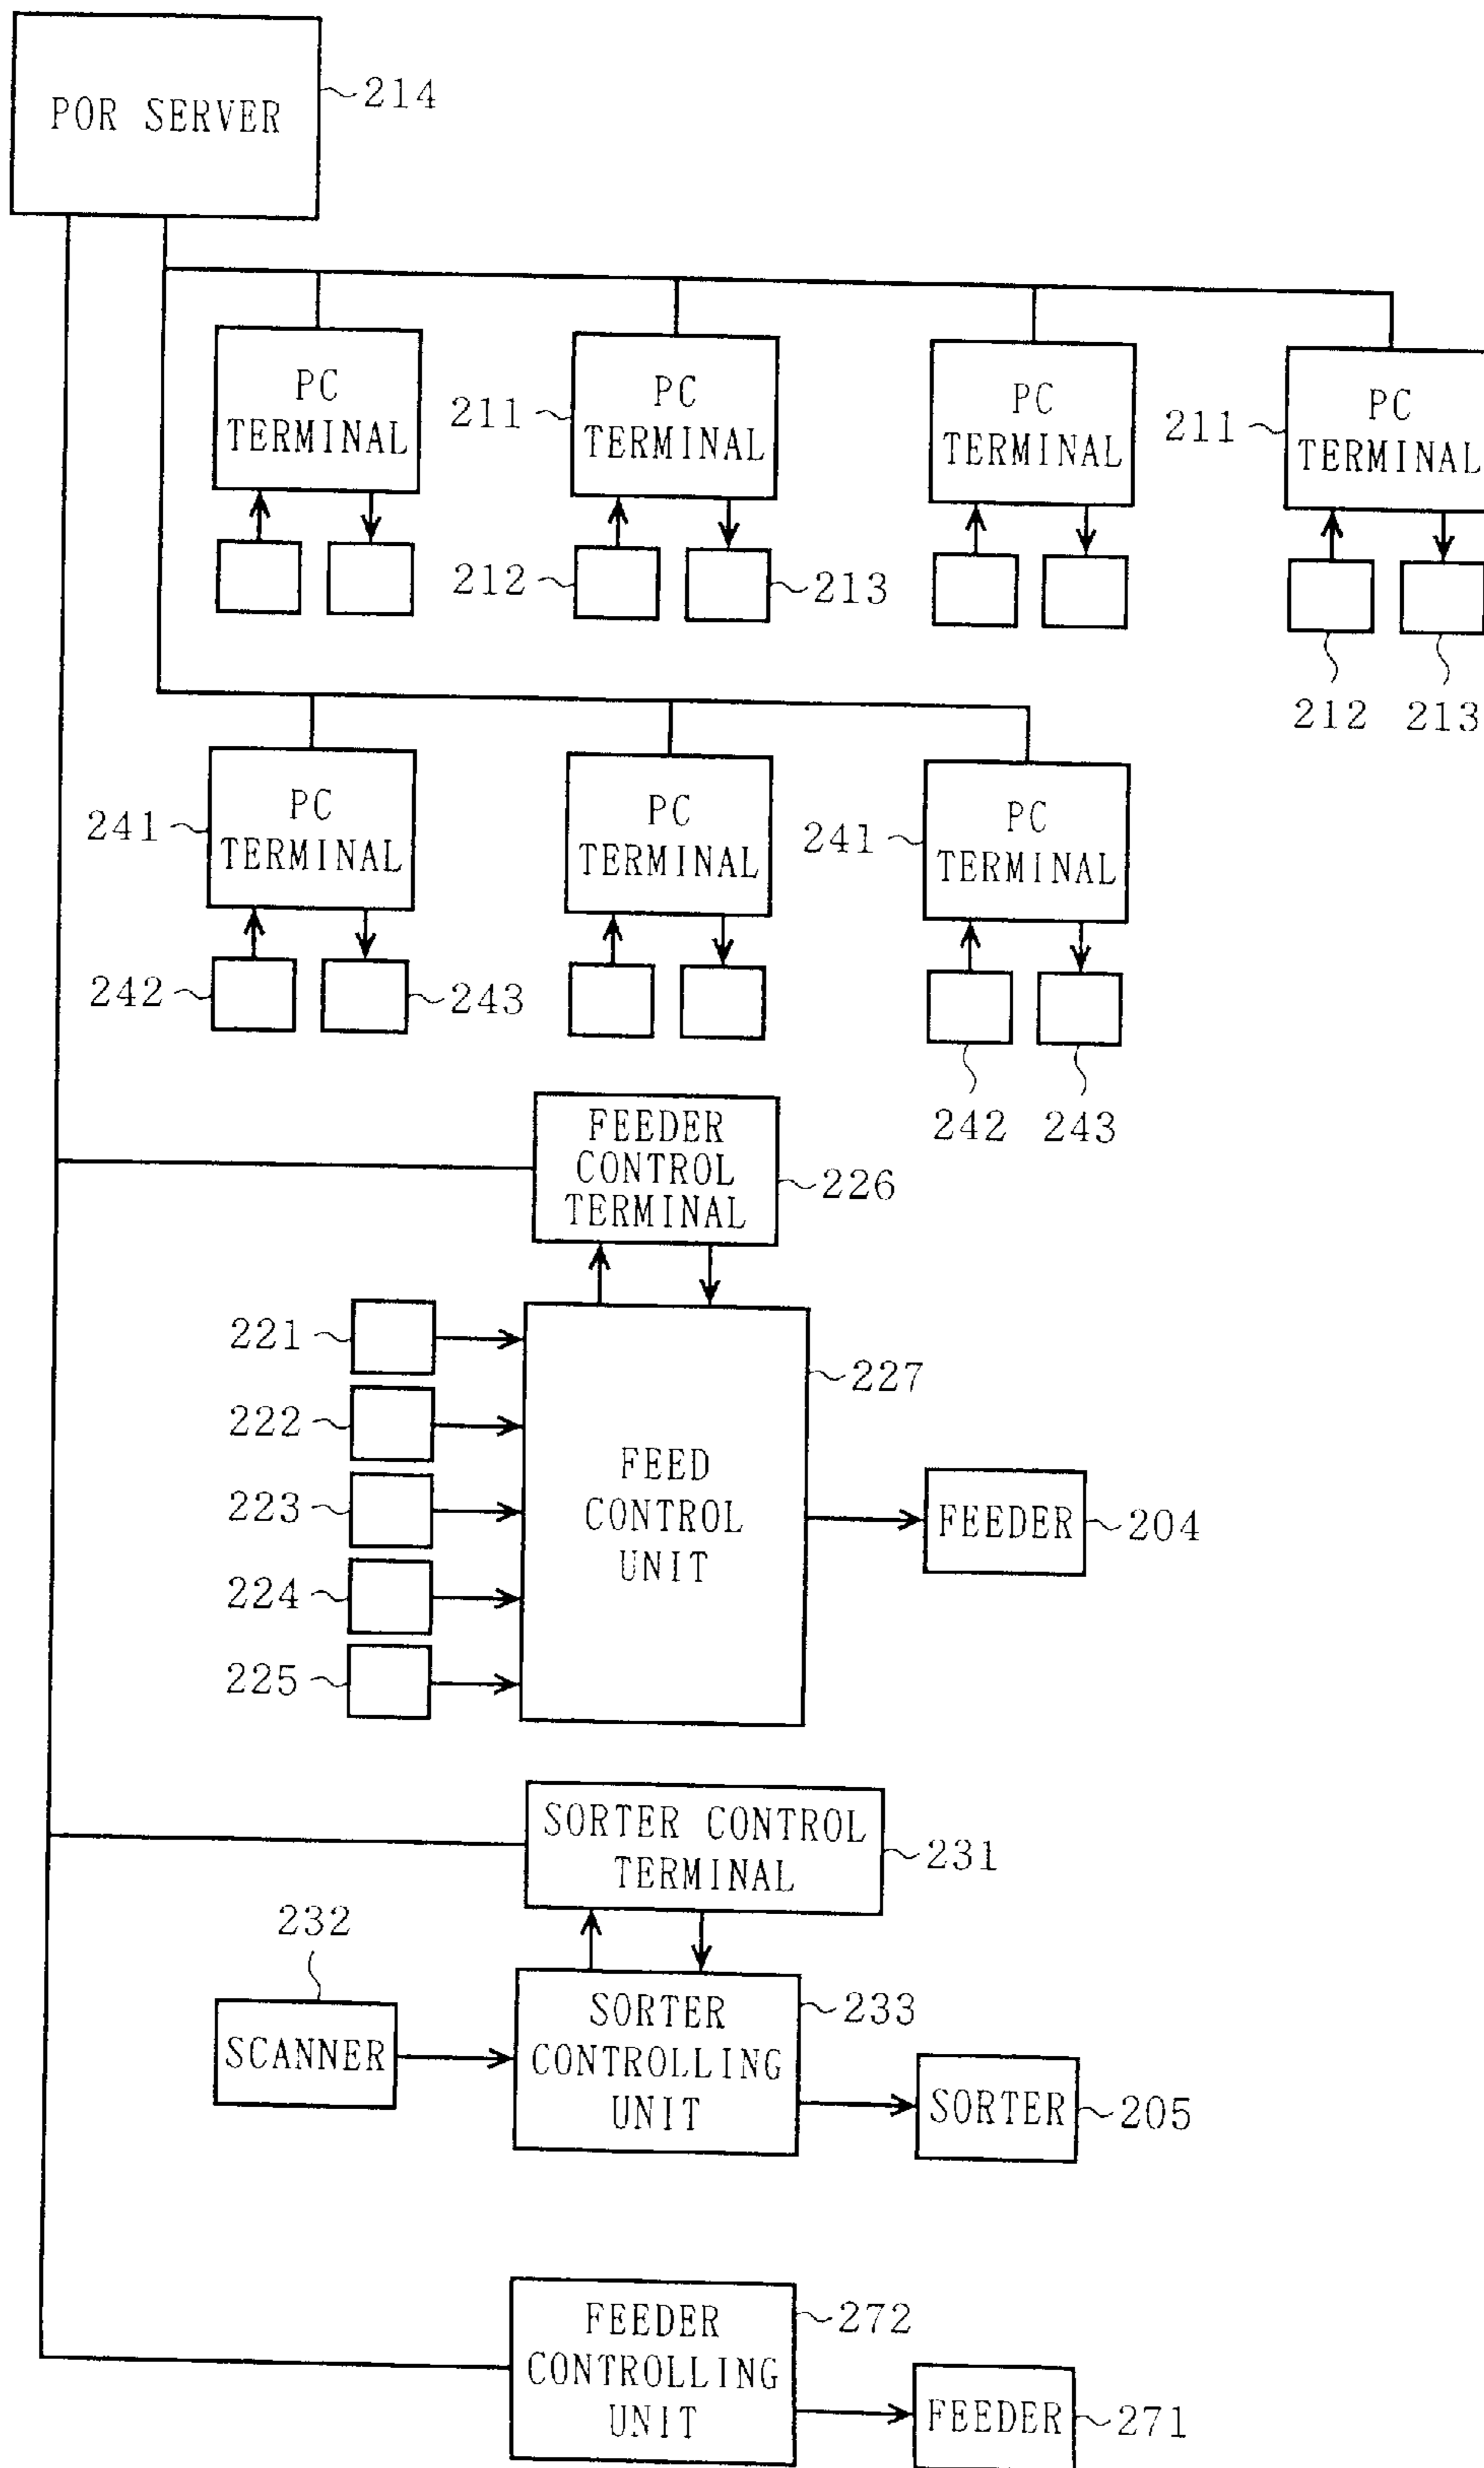 POR SERVER
214
PC
TERMINAL
211
PC
TERMINAL
PC
TERMINAL
211
PC
TERMINAL
212
213
212
213
241
PC
TERMINAL
PC
TERMINAL
241
PC
TERMINAL
242
243
242
243
FEEDER
CONTROL
TERMINAL
226
221
222
223
224
225
FEED
CONTROL
UNIT
227
FEEDER
204
SORTER CONTROL
TERMINAL
231
232
SCANNER
SORTER
CONTROLLING
UNIT
233
SORTER
205
FEEDER
CONTROLLING
UNIT
272
FEEDER
271